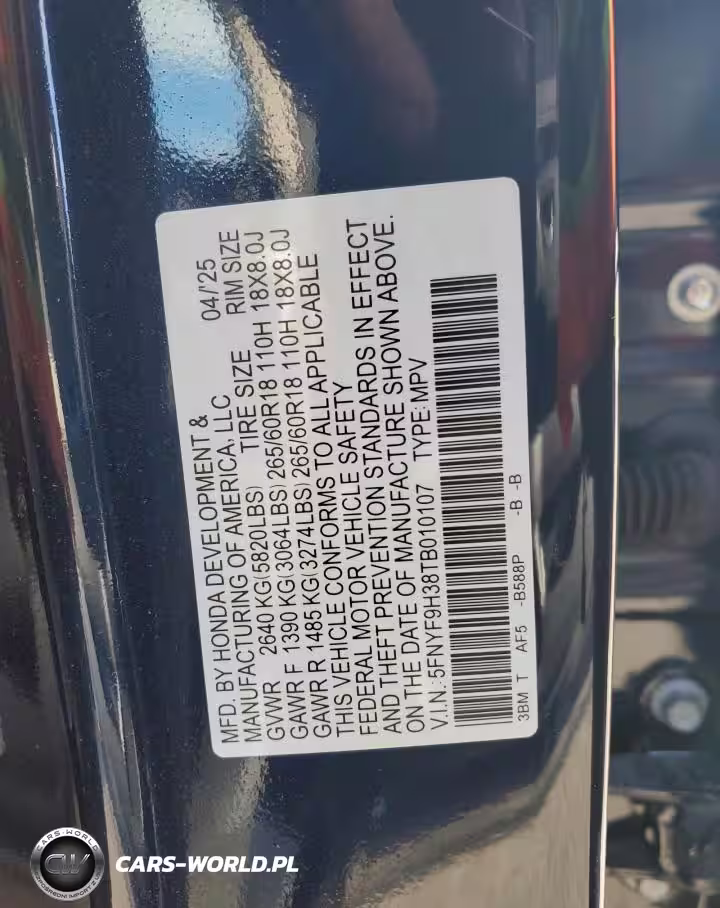 MFD. BY HONDA DEVELOPMENT & 04/'25
MANUFACTURING OF AMERICA, LLC
GVWR 2640 KG(5820LBS) TIRE SIZE RIM SIZE
GAWR F 1390 KG(3064LBS) 265/60R18 110H 18X8.0J
GAWR R 1485 KG(3274LBS) 265/60R18 110H 18X8.0J
THIS VEHICLE CONFORMS TO ALL APPLICABLE
FEDERAL MOTOR VEHICLE SAFETY
AND THEFT PREVENTION STANDARDS IN EFFECT
ON THE DATE OF MANUFACTURE SHOWN ABOVE.
V.I.N.: 5FNYF9H38TB010107 TYPE: MPV
3BM T AF5 -B588P -B -B
CARS-WORLD
CW
CARS-WORLD.PL